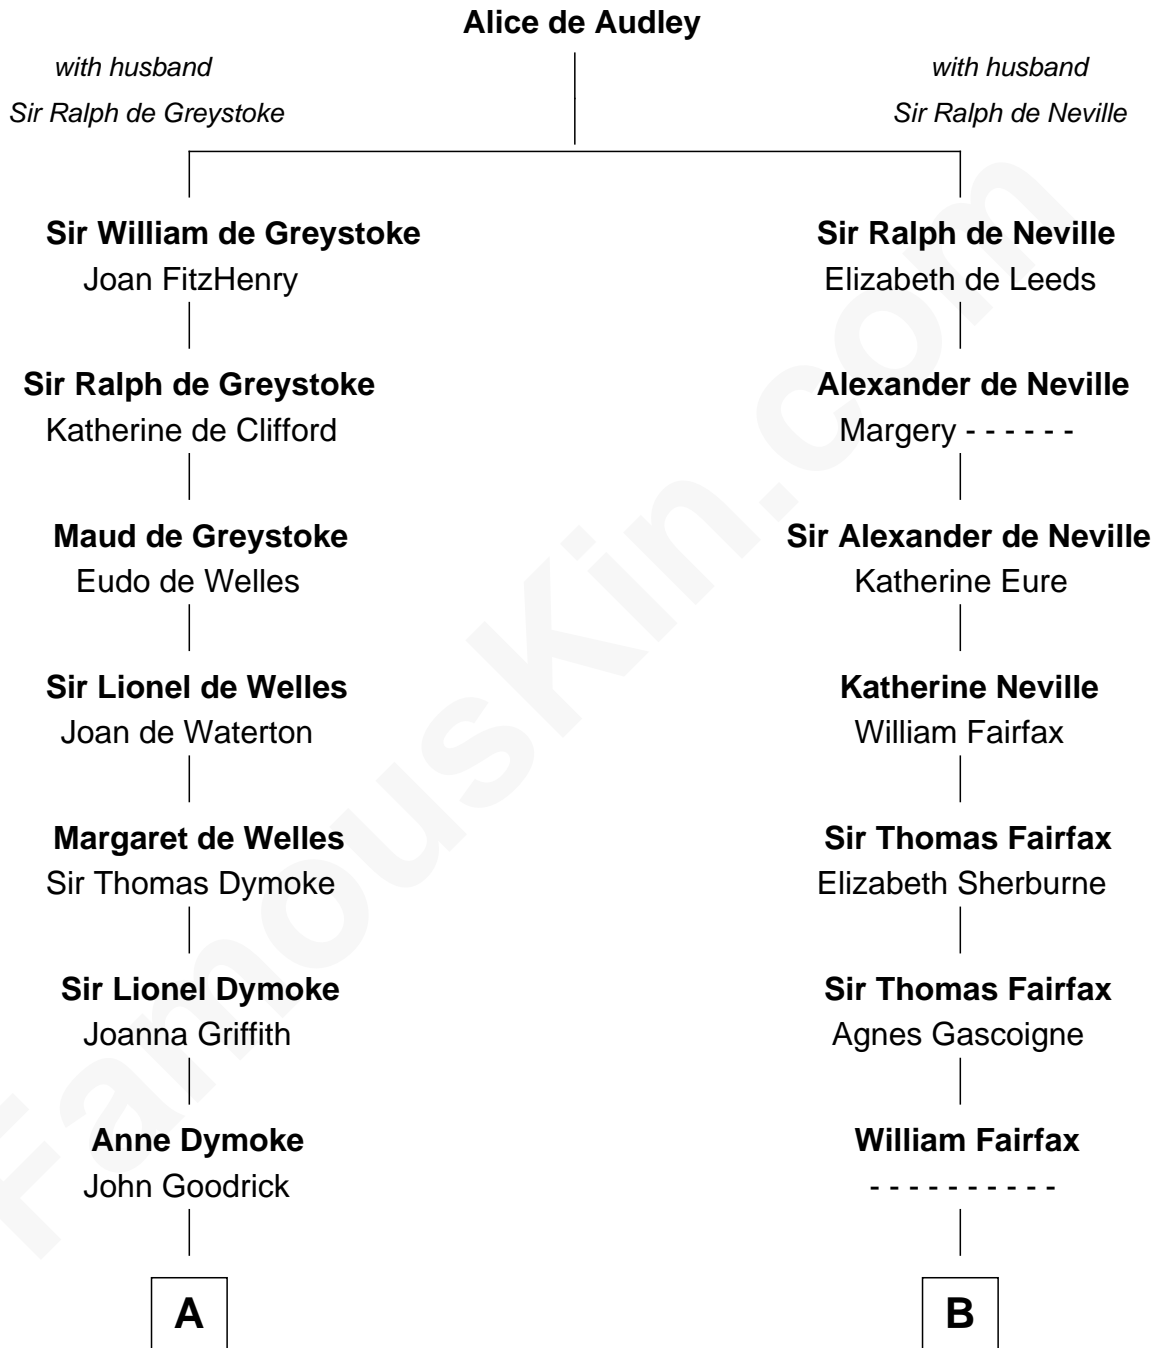 Alice de Audley
with husband
Sir Ralph de Greystoke
with husband
Sir Ralph de Neville
Sir William de Greystoke
Joan FitzHenry
Sir Ralph de Neville
Elizabeth de Leeds
Sir Ralph de Greystoke
Katherine de Clifford
Alexander de Neville
Margery - - - - - -
Maud de Greystoke
Eudo de Welles
Sir Alexander de Neville
Katherine Eure
Sir Lionel de Welles
Joan de Waterton
Katherine Neville
William Fairfax
Margaret de Welles
Sir Thomas Dymoke
Sir Thomas Fairfax
Elizabeth Sherburne
Sir Lionel Dymoke
Joanna Griffith
Sir Thomas Fairfax
Agnes Gascoigne
Anne Dymoke
John Goodrick
William Fairfax
- - - - - - - - - -
A
B
FamousKin.com